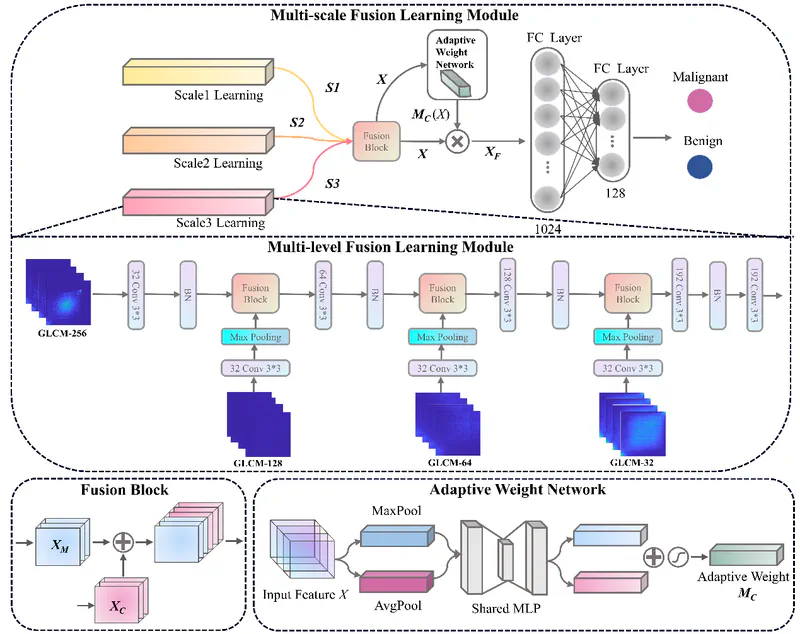 Multi-scale Fusion Learning Module
Scale1 Learning
Scale2 Learning
Scale3 Learning
S1
S2
S3
Fusion
Block
X
X
Adaptive
Weight
Network
M_C(X)
X_F
FC Layer
1024
FC Layer
128
Malignant
Benign
Multi-level Fusion Learning Module
GLCM-256
32 Conv 3*3
BN
Fusion
Block
64 Conv 3*3
BN
Fusion
Block
128 Conv 3*3
BN
Fusion
Block
192 Conv 3*3
BN
192 Conv 3*3
Max Pooling
Max Pooling
Max Pooling
32 Conv 3*3
32 Conv 3*3
32 Conv 3*3
GLCM-128
GLCM-64
GLCM-32
Fusion Block
X_M
X_C
Adaptive Weight Network
Input Feature X
MaxPool
AvgPool
Shared MLP
Adaptive Weight
M_C